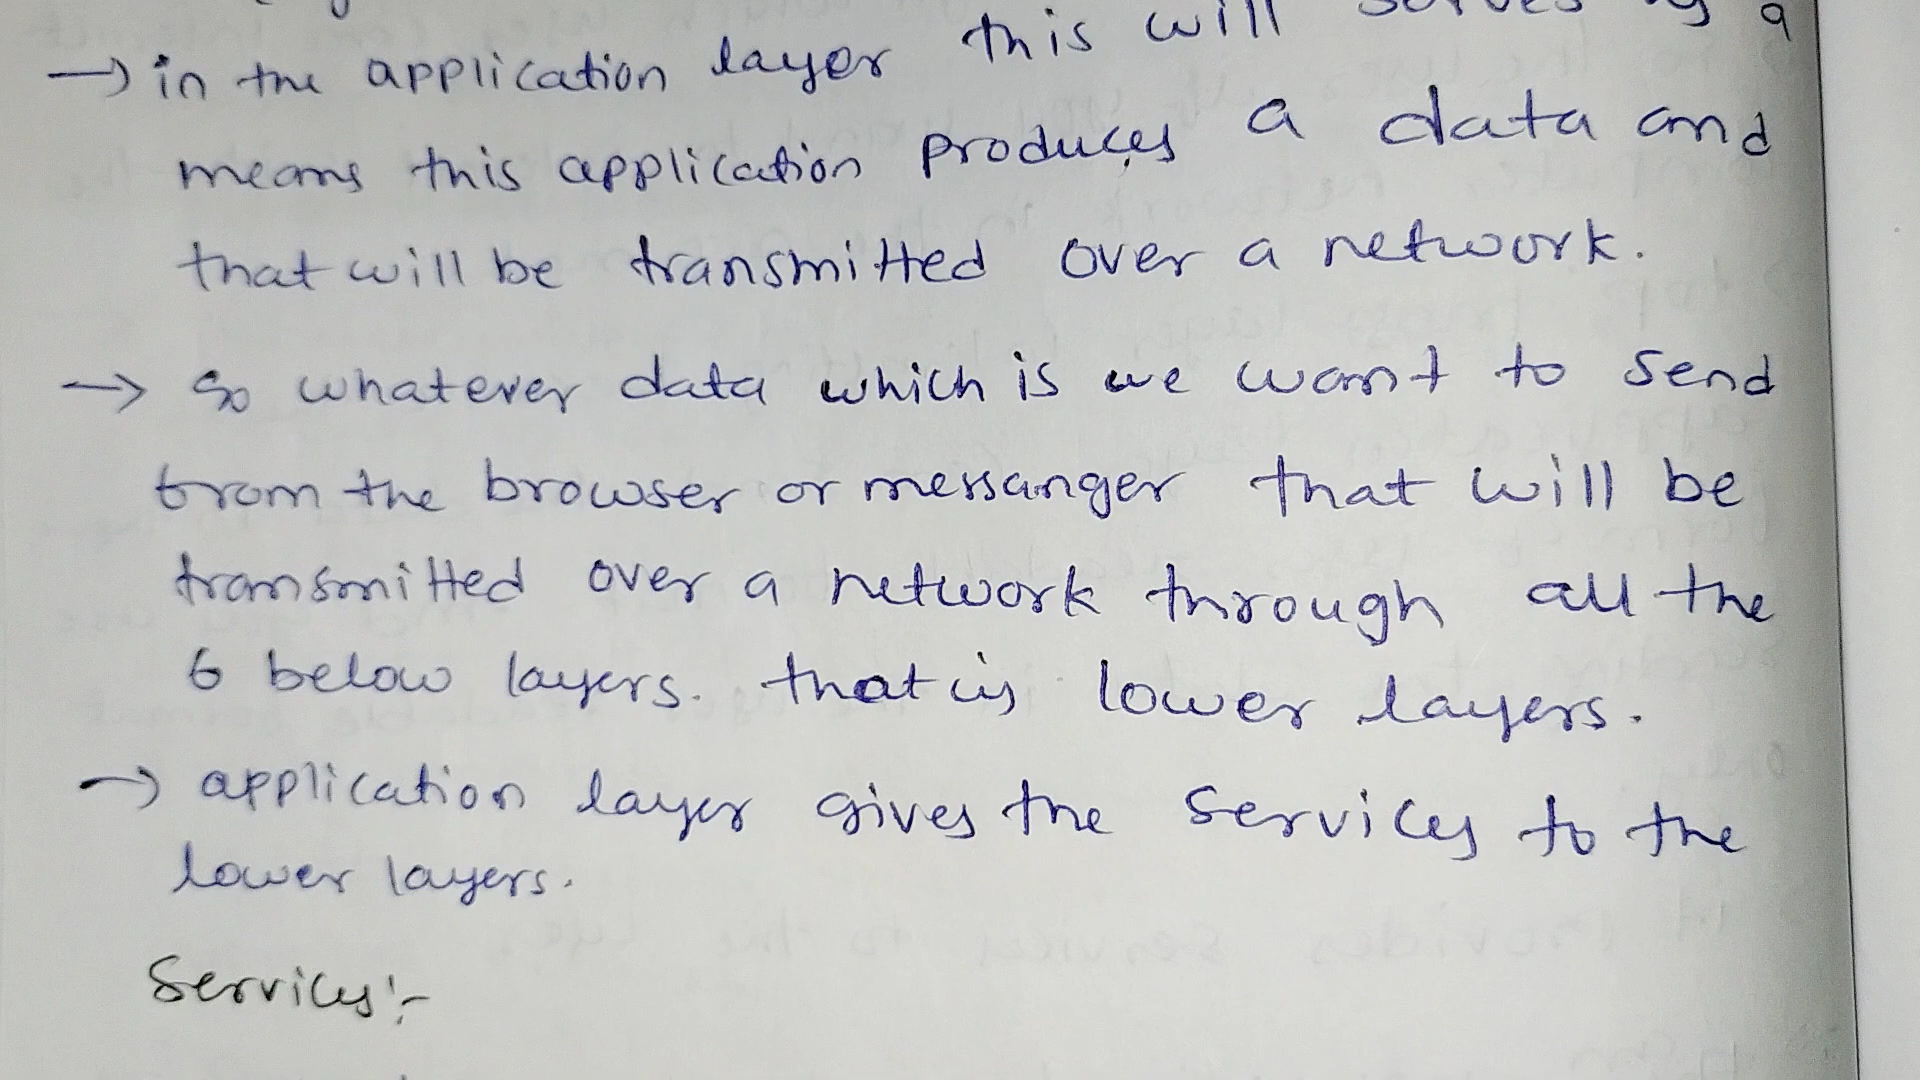 → in the application layer this will serves as a
means this application produces a data and
that will be transmitted over a network.
→ So whatever data which is we want to send
from the browser or messanger that will be
transmitted over a network through all the
6 below layers. that is lower layers.
→ application layer gives the services to the
lower layers.
Services:-